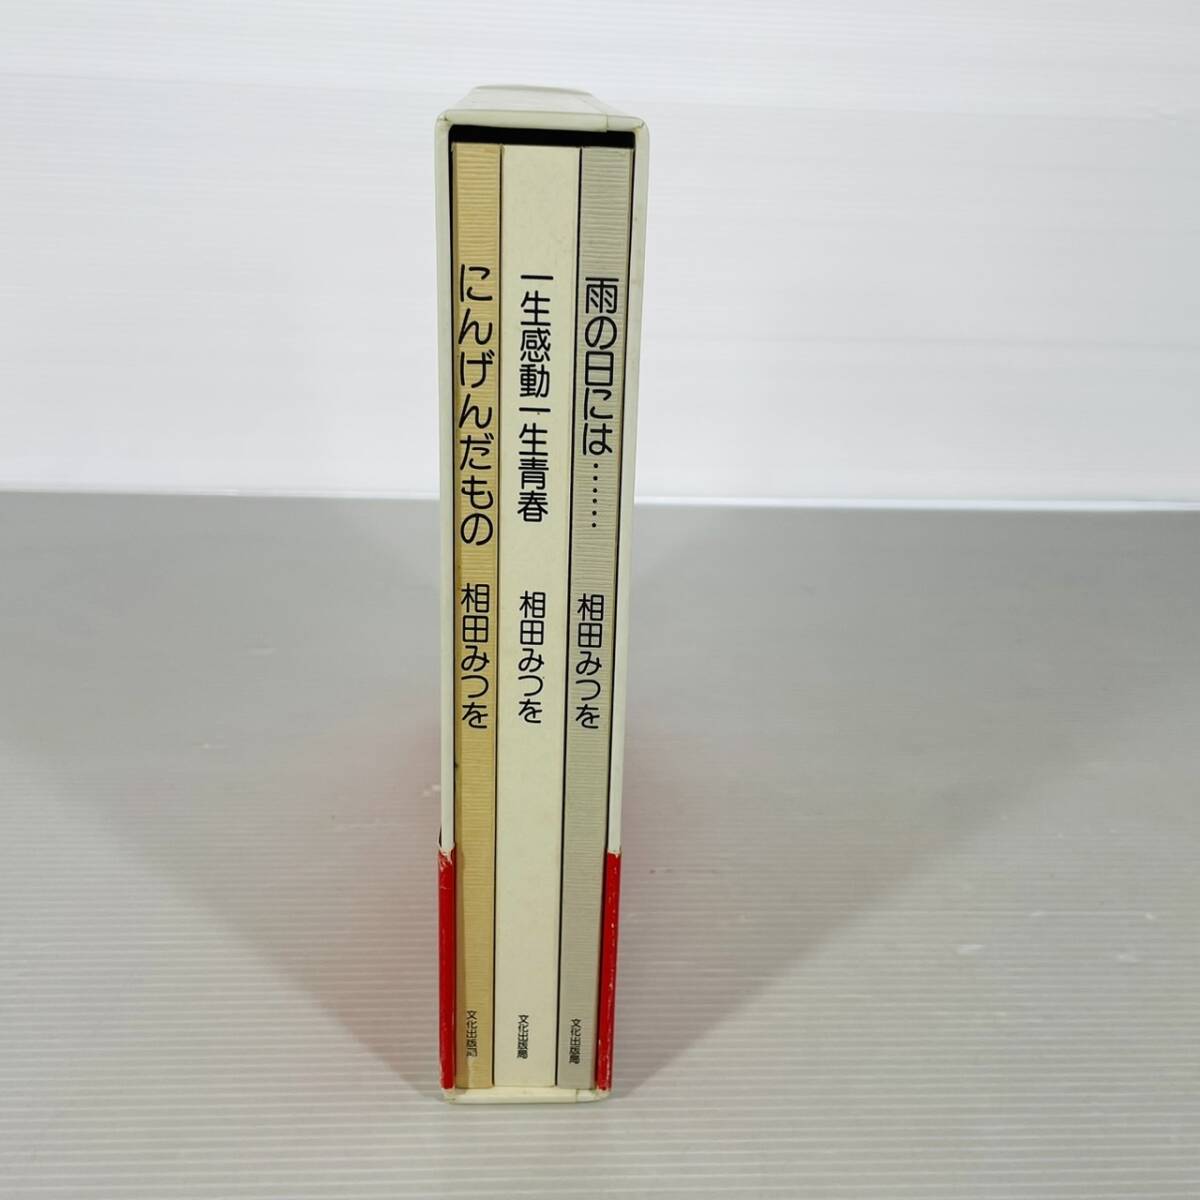 雨の日には……
相田みつを
文化出版局
一生感動一生青春
相田みつを
文化出版局
にんげんだもの
相田みつを
文化出版局